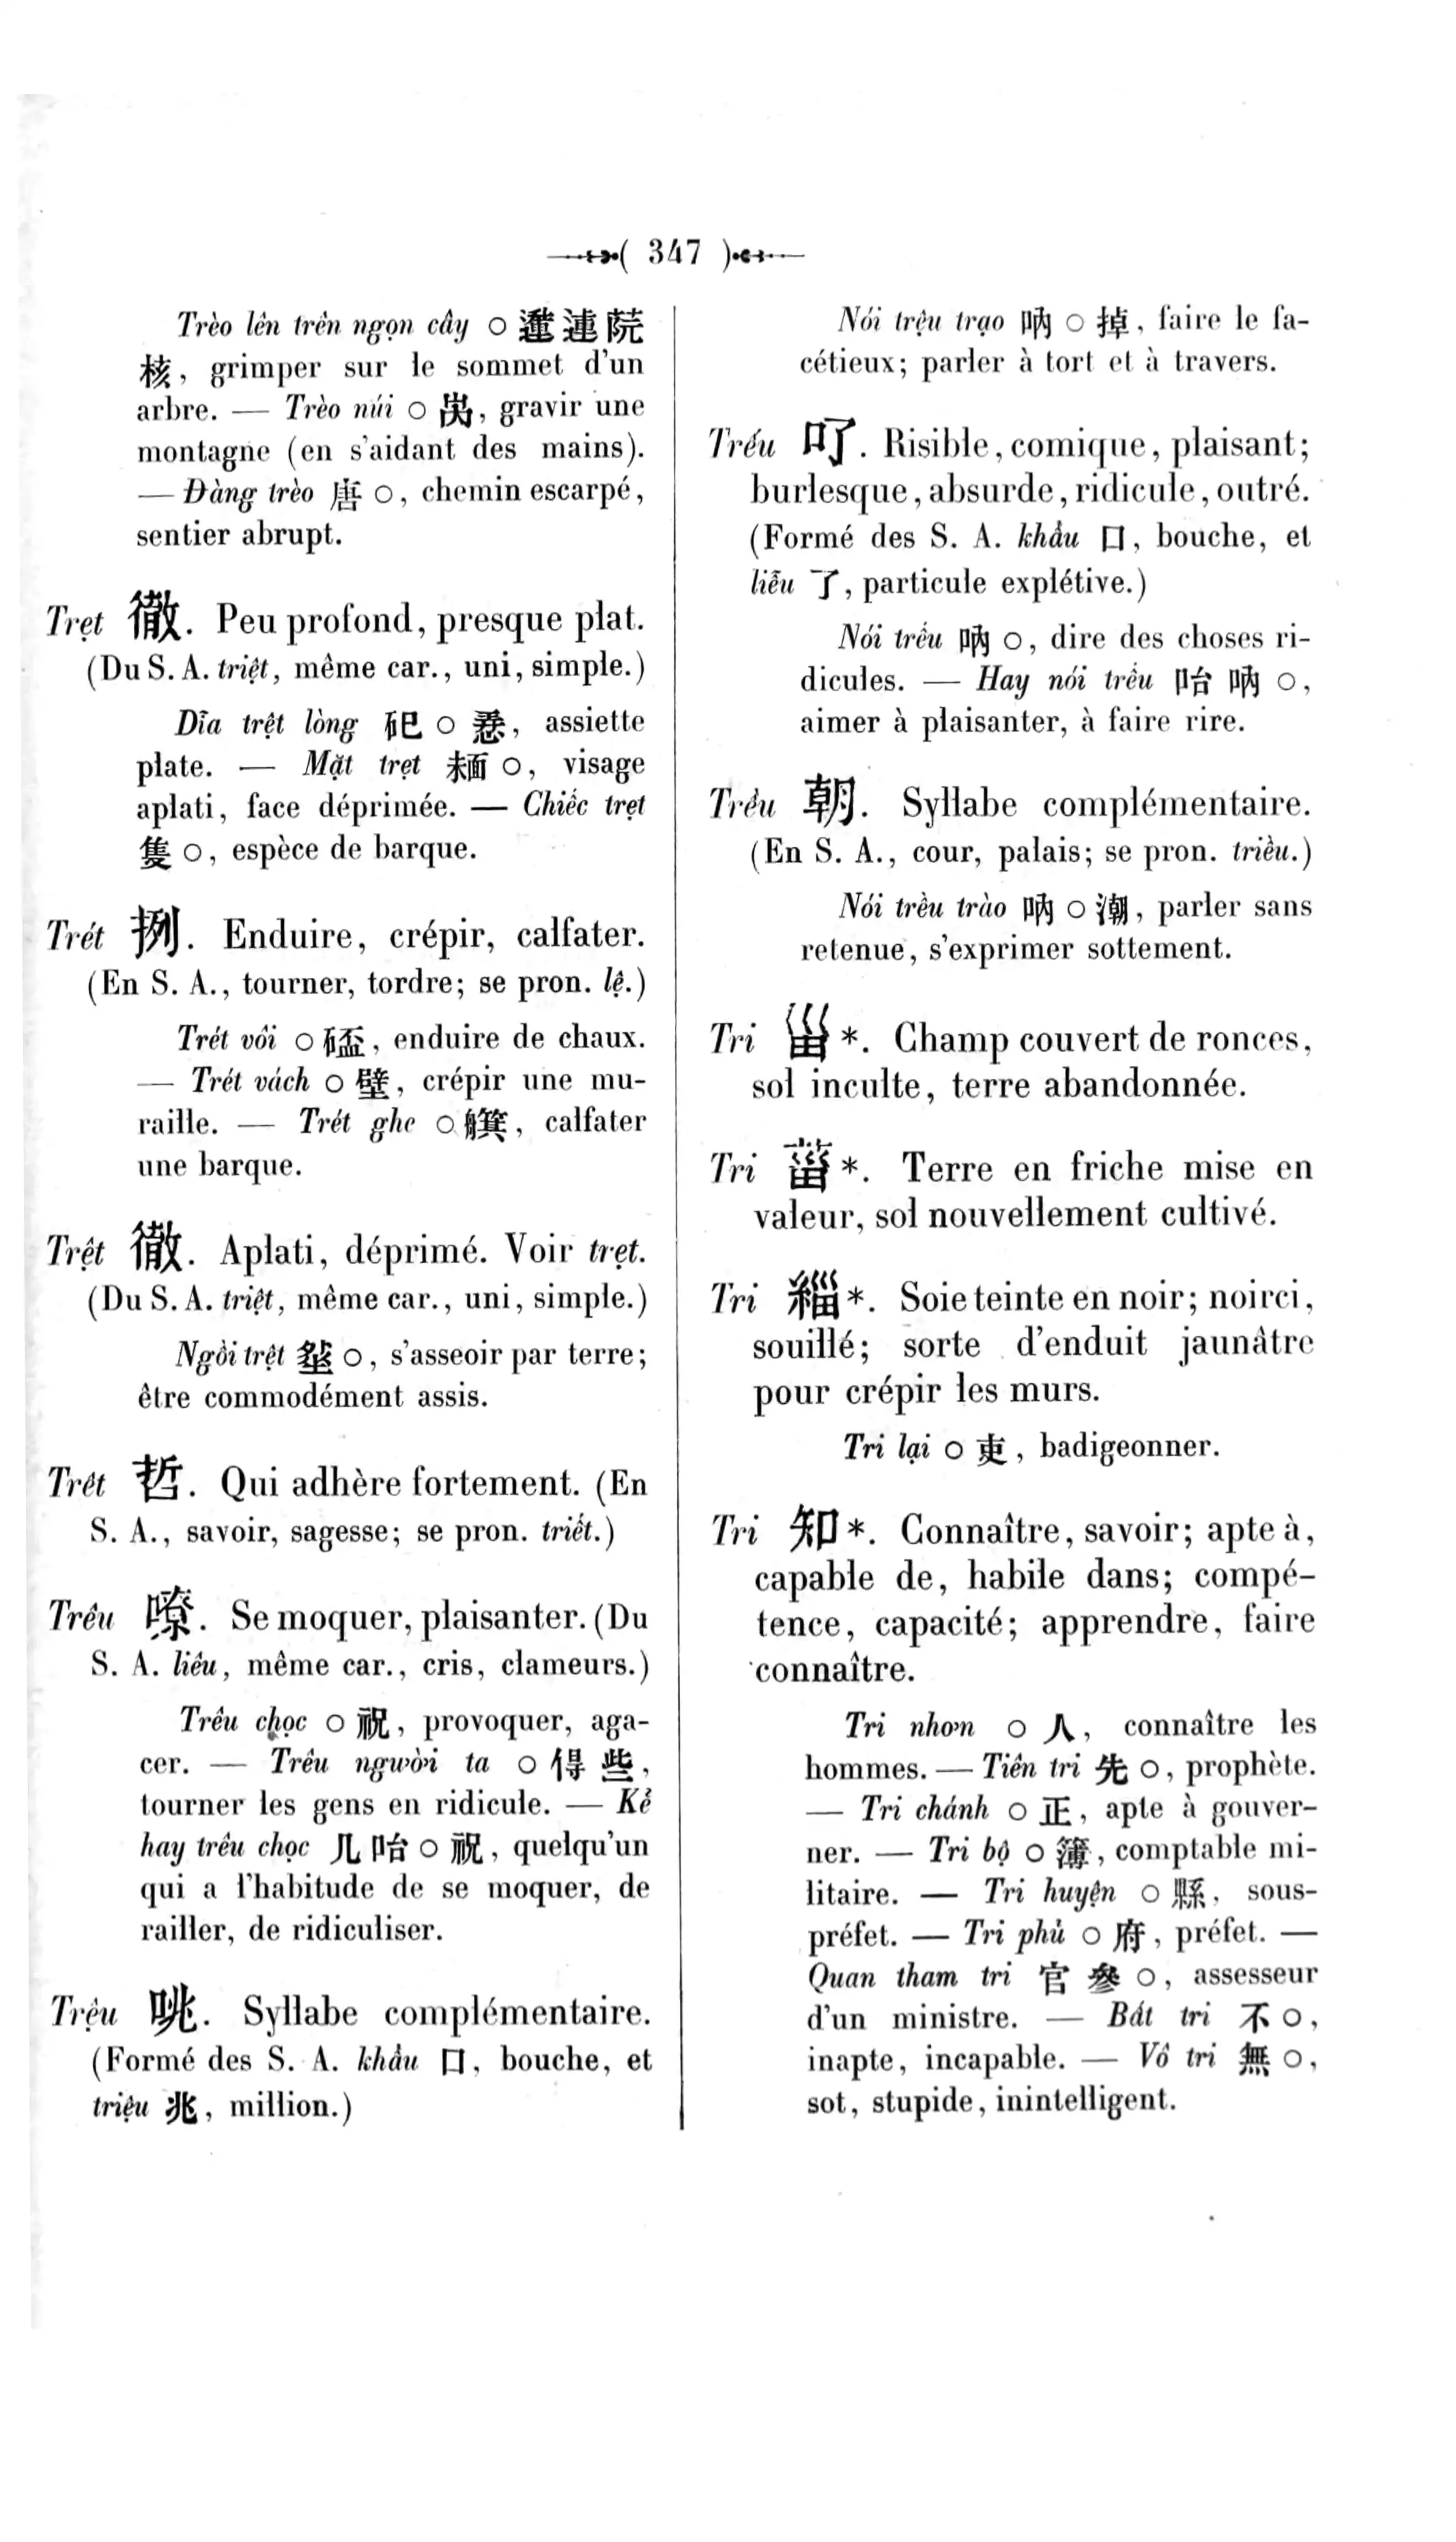 ( 347 )
Trèo lên trên ngọn cây ○ 蓮
核, grimper sur le sommet d'un
arbre. — Trèo núi ○ 𡶀, gravir une
montagne (en s'aidant des mains).
— Đàng trèo 唐 ○, chemin escarpé,
sentier abrupt.
Trẹt 徹. Peu profond, presque plat.
(Du S. A. triệt, même car., uni, simple.)
Dĩa trệt lòng ○, assiette
plate. — Mặt trẹt ○, visage
aplati, face déprimée. — Chiếc trẹt
隻 ○, espèce de barque.
Trét 挒. Enduire, crépir, calfater.
(En S. A., tourner, tordre; se pron. lệ.)
Trét vôi ○, enduire de chaux.
— Trét vách ○ 壁, crépir une mu-
raille. — Trét ghe ○, calfater
une barque.
Trệt 徹. Aplati, déprimé. Voir trẹt.
(Du S. A. triệt, même car., uni, simple.)
Ngồi trệt ○, s'asseoir par terre;
être commodément assis.
Trêt 哲. Qui adhère fortement. (En
S. A., savoir, sagesse; se pron. triết.)
Trêu 嘹. Se moquer, plaisanter. (Du
S. A. liêu, même car., cris, clameurs.)
Trêu chọc ○ 祝, provoquer, aga-
cer. — Trêu người ta ○ 得 些,
tourner les gens en ridicule. — Kẻ
hay trêu chọc 几 咍 ○ 祝, quelqu'un
qui a l'habitude de se moquer, de
railler, de ridiculiser.
Trệu 咷. Syllabe complémentaire.
(Formé des S. A. khẩu 口, bouche, et
triệu 兆, million.)
Nói trệu trạo 吶 ○ 掉, faire le fa-
cétieux; parler à tort et à travers.
Trếu 叮. Risible, comique, plaisant;
burlesque, absurde, ridicule, outré.
(Formé des S. A. khẩu 口, bouche, et
liễu 了, particule explétive.)
Nói trếu 吶 ○, dire des choses ri-
dicules. — Hay nói trếu 咍 吶 ○,
aimer à plaisanter, à faire rire.
Trều 朝. Syllabe complémentaire.
(En S. A., cour, palais; se pron. triều.)
Nói trều trào 吶 ○ 潮, parler sans
retenue, s'exprimer sottement.
Tri 甾*. Champ couvert de ronces,
sol inculte, terre abandonnée.
Tri 菑*. Terre en friche mise en
valeur, sol nouvellement cultivé.
Tri 緇*. Soie teinte en noir; noirci,
souillé; sorte d'enduit jaunâtre
pour crépir les murs.
Tri lại ○ 吏, badigeonner.
Tri 知*. Connaître, savoir; apte à,
capable de, habile dans; compé-
tence, capacité; apprendre, faire
connaître.
Tri nhơn ○ 人, connaître les
hommes. — Tiên tri 先 ○, prophète.
— Tri chánh ○ 正, apte à gouver-
ner. — Tri bộ ○ 簿, comptable mi-
litaire. — Tri huyện ○ 縣, sous-
préfet. — Tri phủ ○ 府, préfet. —
Quan tham tri 官 參 ○, assesseur
d'un ministre. — Bất tri 不 ○,
inapte, incapable. — Vô tri 無 ○,
sot, stupide, inintelligent.